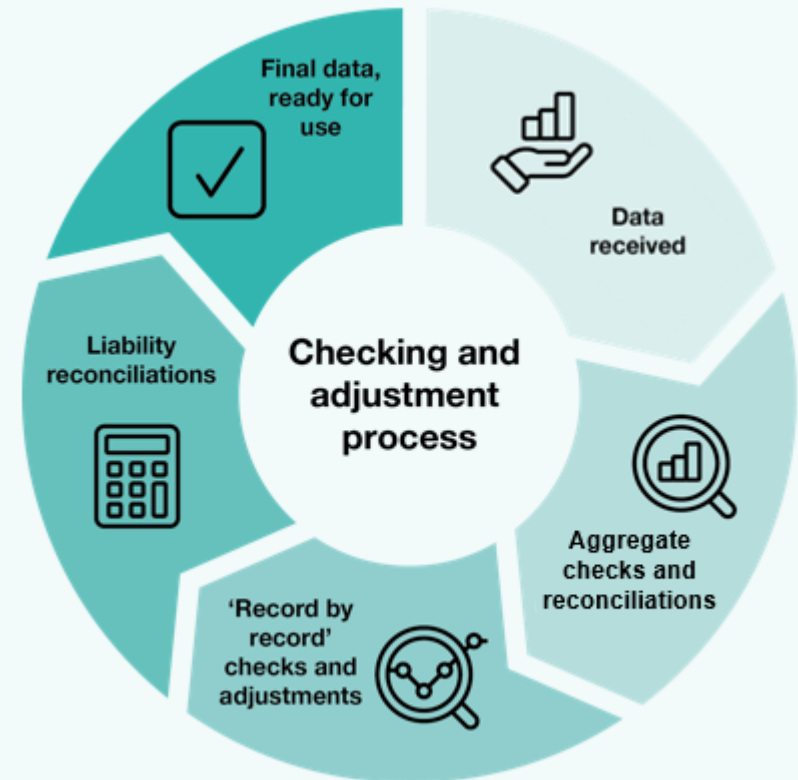 Checking and
adjustment
process
Data
received
Aggregate
checks and
reconciliations
‘Record by
record’
checks and
adjustments
Liability
reconciliations
Final data,
ready for
use